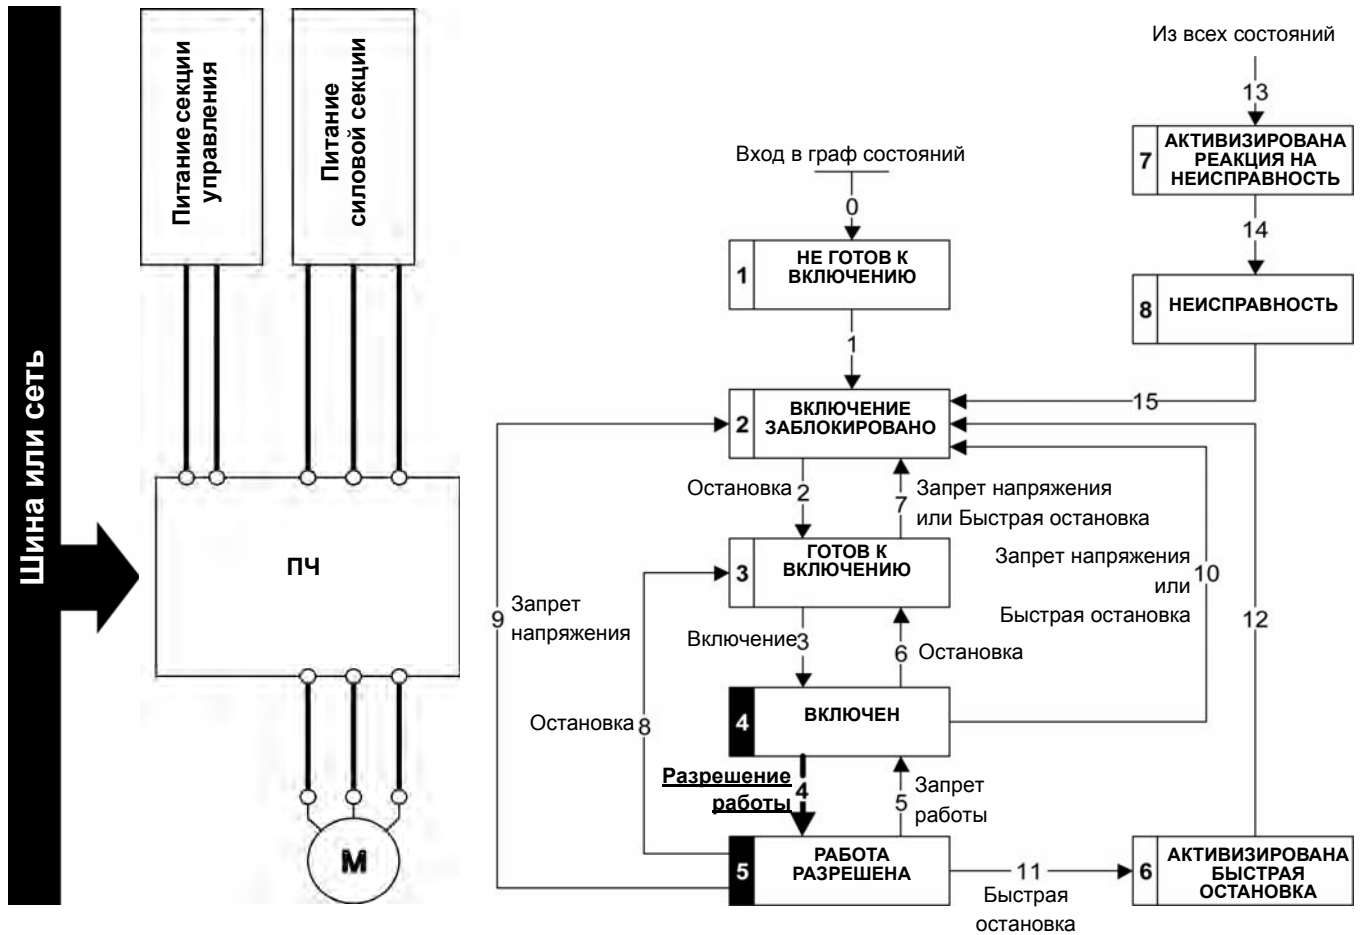 Шина или сеть
Питание секции
управления
Питание
силовой секции
ПЧ
М
Из всех состояний
13
7
АКТИВИЗИРОВАНА
РЕАКЦИЯ НА
НЕИСПРАВНОСТЬ
14
8
НЕИСПРАВНОСТЬ
15
Вход в граф состояний
0
1
НЕ ГОТОВ К
ВКЛЮЧЕНИЮ
1
2
ВКЛЮЧЕНИЕ
ЗАБЛОКИРОВАНО
Остановка 2
7
Запрет напряжения
или Быстрая остановка
3
ГОТОВ К
ВКЛЮЧЕНИЮ
Запрет напряжения
или
Быстрая остановка
10
12
9
Запрет
напряжения
Включение 3
6 Остановка
Остановка 8
4
ВКЛЮЧЕН
Разрешение
работы
4
5
Запрет
работы
5
РАБОТА
РАЗРЕШЕНА
11
Быстрая
остановка
6
АКТИВИЗИРОВАНА
БЫСТРАЯ
ОСТАНОВКА